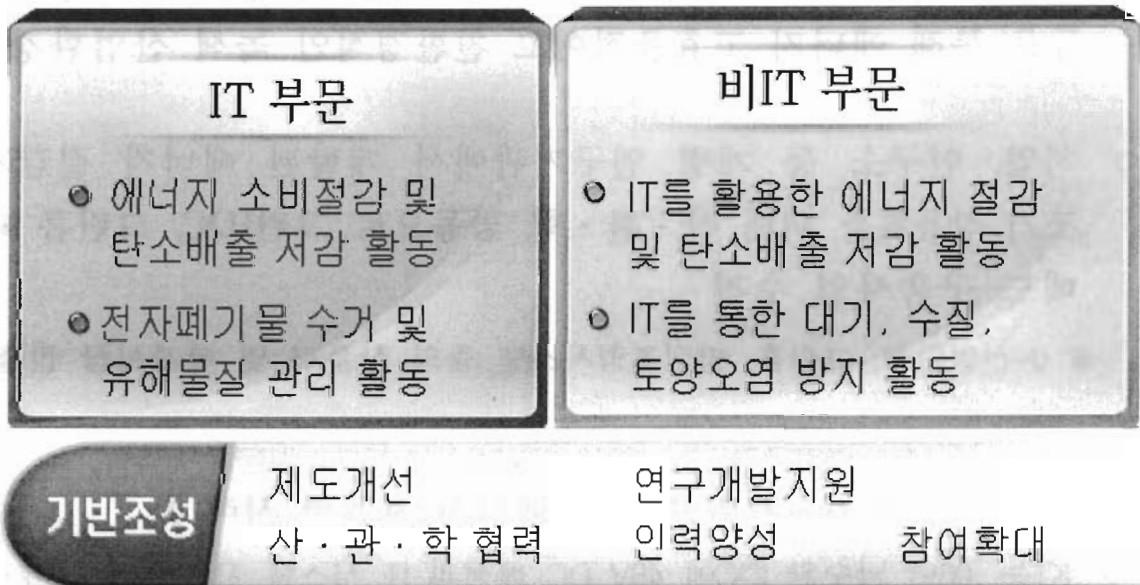 IT 부문
에너지 소비절감 및
탄소배출 저감 활동
전자폐기물 수거 및
유해물질 관리 활동
비IT 부문
IT를 활용한 에너지 절감
및 탄소배출 저감 활동
IT를 통한 대기, 수질,
토양오염 방지 활동
기반조성
제도개선 연구개발지원
산·관·학 협력 인력양성 참여확대